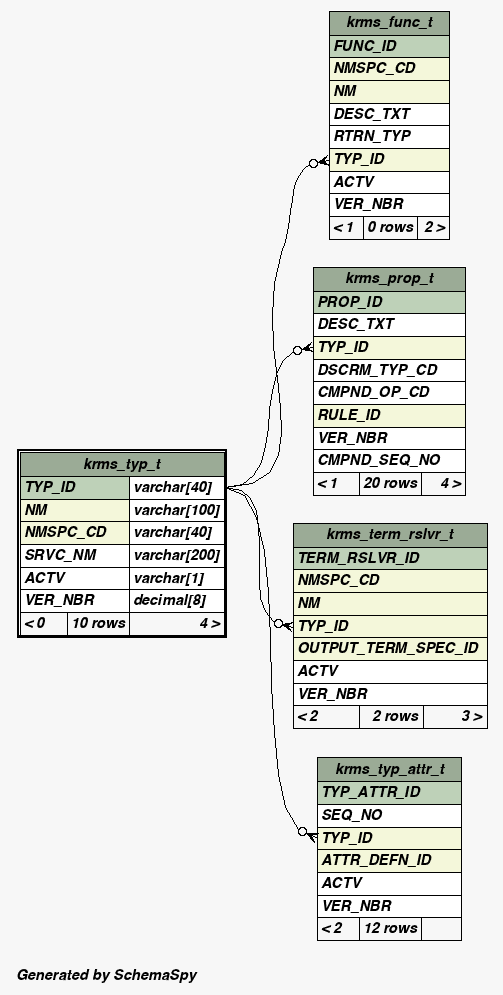 krms_func_t
FUNC_ID
NMSPC_CD
NM
DESC_TXT
RTRN_TYP
TYP_ID
ACTV
VER_NBR
< 1 0 rows 2 >
krms_prop_t
PROP_ID
DESC_TXT
TYP_ID
DSCRM_TYP_CD
CMPND_OP_CD
RULE_ID
VER_NBR
CMPND_SEQ_NO
< 1 20 rows 4 >
krms_typ_t
TYP_ID varchar[40]
NM varchar[100]
NMSPC_CD varchar[40]
SRVC_NM varchar[200]
ACTV varchar[1]
VER_NBR decimal[8]
< 0 10 rows 4 >
krms_term_rslvr_t
TERM_RSLVR_ID
NMSPC_CD
NM
TYP_ID
OUTPUT_TERM_SPEC_ID
ACTV
VER_NBR
< 2 2 rows 3 >
krms_typ_attr_t
TYP_ATTR_ID
SEQ_NO
TYP_ID
ATTR_DEFN_ID
ACTV
VER_NBR
< 2 12 rows
Generated by SchemaSpy